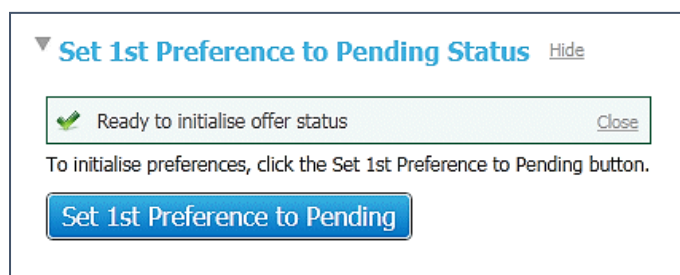 Set 1st Preference to Pending Status Hide
Ready to initialise offer status Close
To initialise preferences, click the Set 1st Preference to Pending button.
Set 1st Preference to Pending